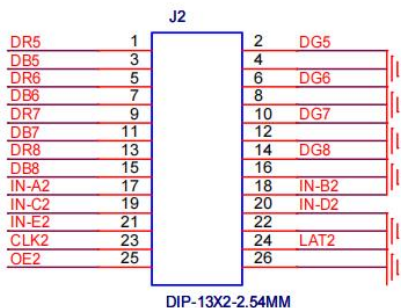 J2
DR5 1 2 DG5
DB5 3 4
DR6 5 6 DG6
DB6 7 8
DR7 9 10 DG7
DB7 11 12
DR8 13 14 DG8
DB8 15 16
IN-A2 17 18 IN-B2
IN-C2 19 20 IN-D2
IN-E2 21 22
CLK2 23 24 LAT2
OE2 25 26
DIP-13X2-2.54MM